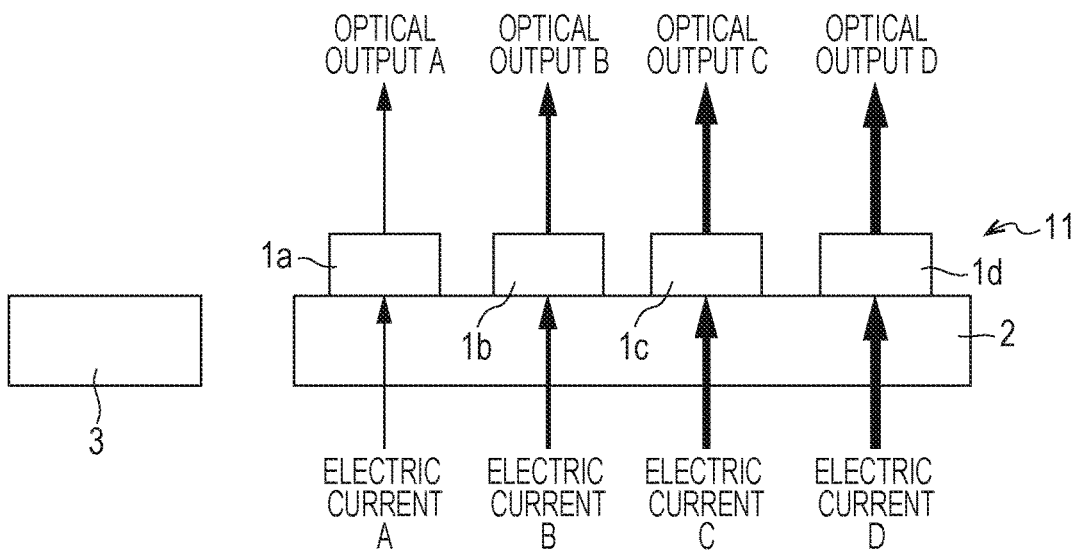 OPTICAL OUTPUT A
OPTICAL OUTPUT B
OPTICAL OUTPUT C
OPTICAL OUTPUT D
11
1a
1b
1c
1d
2
3
ELECTRIC CURRENT A
ELECTRIC CURRENT B
ELECTRIC CURRENT C
ELECTRIC CURRENT D